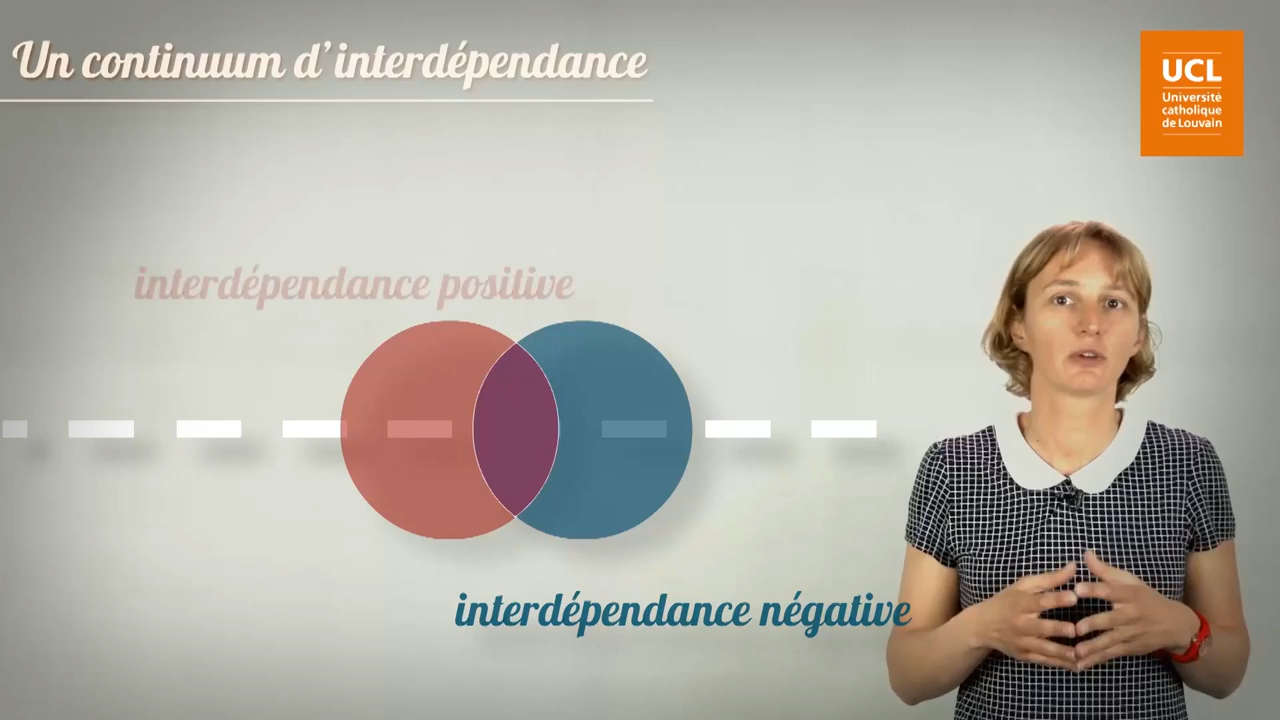 Un continuum d'interdépendance
UCL
Université
catholique
de Louvain
interdépendance positive
interdépendance négative